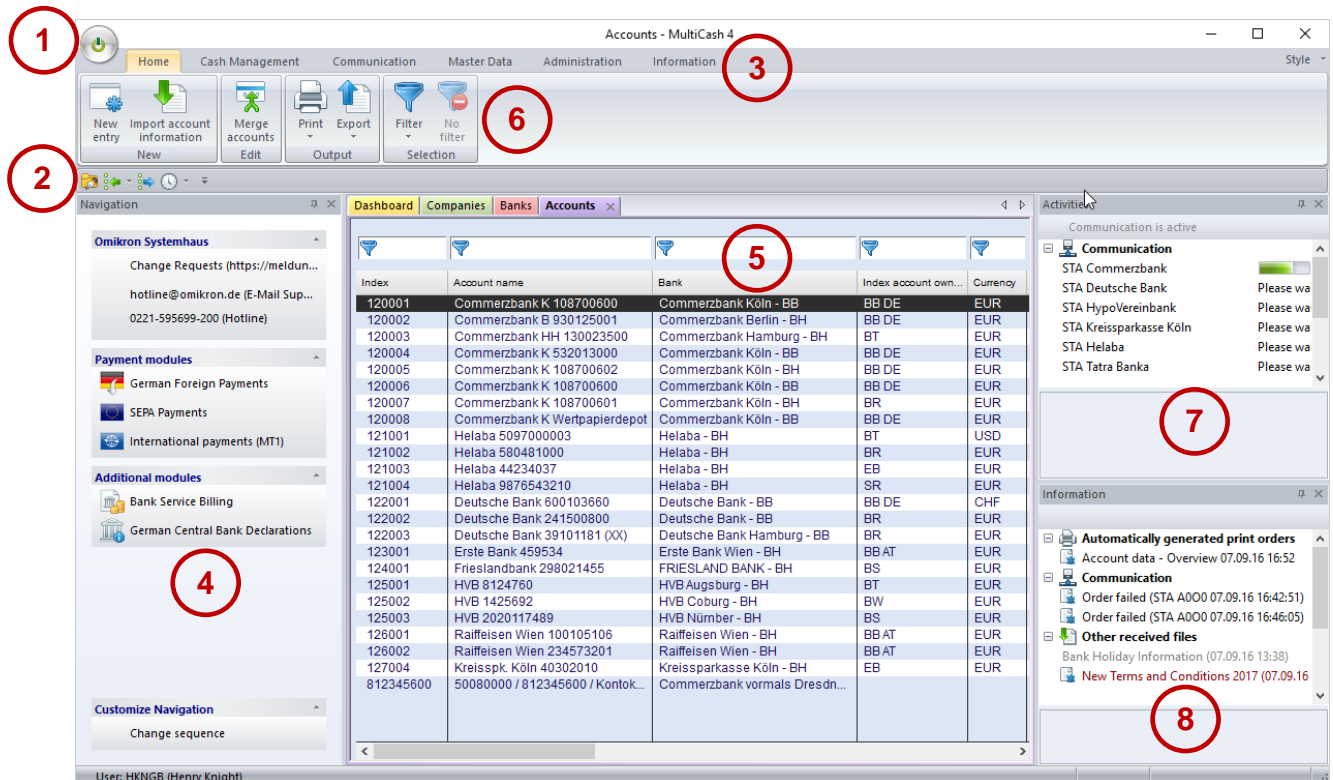 1
Accounts - MultiCash 4
Home Cash Management Communication Master Data Administration Information
3
Style
New entry
Import account information
Merge accounts
Print
Export
Filter
No filter
6
New Edit Output Selection
2
Navigation
Omikron Systemhaus
Change Requests (https://meldun...
hotline@omikron.de (E-Mail Sup...
0221-595699-200 (Hotline)
Payment modules
German Foreign Payments
SEPA Payments
International payments (MT1)
Additional modules
Bank Service Billing
German Central Bank Declarations
4
Customize Navigation
Change sequence
Dashboard Companies Banks Accounts
5
Index Account name Bank Index account own... Currency
120001 Commerzbank K 108700600 Commerzbank Köln - BB BB DE EUR
120002 Commerzbank B 930125001 Commerzbank Berlin - BH BB DE EUR
120003 Commerzbank HH 130023500 Commerzbank Hamburg - BH BT EUR
120004 Commerzbank K 532013000 Commerzbank Köln - BB BB DE EUR
120005 Commerzbank K 108700602 Commerzbank Köln - BH BB DE EUR
120006 Commerzbank K 108700600 Commerzbank Köln - BH BB DE EUR
120007 Commerzbank K 108700601 Commerzbank Köln - BH BR EUR
120008 Commerzbank K Wertpapierdepot Commerzbank Köln - BH BB DE EUR
121001 Helaba 5097000003 Helaba - BH BT USD
121002 Helaba 580481000 Helaba - BH BR EUR
121003 Helaba 44234037 Helaba - BH EB EUR
121004 Helaba 9876543210 Helaba - BH SR EUR
122001 Deutsche Bank 600103660 Deutsche Bank - BB BB DE CHF
122002 Deutsche Bank 241500800 Deutsche Bank - BB BR EUR
122003 Deutsche Bank 39101181 (XX) Deutsche Bank Hamburg - BB BR EUR
123001 Erste Bank 459534 Erste Bank Wien - BH BB AT EUR
124001 Frieslandbank 298021455 FRIESLAND BANK - BH BS EUR
125001 HVB 8124760 HVB Augsburg - BH BT EUR
125002 HVB 1425692 HVB Coburg - BH BW EUR
125003 HVB 2020117489 HVB Nürnber - BH BS EUR
126001 Raiffeisen Wien 100105106 Raiffeisen Wien - BH BB AT EUR
126002 Raiffeisen Wien 234573201 Raiffeisen Wien - BH BB AT EUR
127004 Kreisspk. Köln 40302010 Kreissparkasse Köln - BH EB EUR
812345600 50080000 / 812345600 / Kontok... Commerzbank vormals Dresdn...
Activities
Communication is active
Communication
STA Commerzbank
STA Deutsche Bank Please wa
STA HypoVereinbank Please wa
STA Kreissparkasse Köln Please wa
STA Helaba Please wa
STA Tatra Banka Please wa
7
Information
Automatically generated print orders
Account data - Overview 07.09.16 16:52
Communication
Order failed (STA A0O0 07.09.16 16:42:51)
Order failed (STA A0O0 07.09.16 16:46:05)
Other received files
Bank Holiday Information (07.09.16 13:38)
New Terms and Conditions 2017 (07.09.16
8
User: HKNGB (Henry Knight)